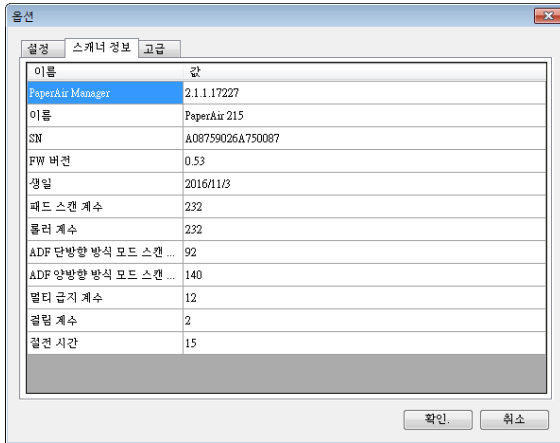 옵션
설정 스캐너 정보 고급
이름 값
PaperAir Manager 2.1.1.17227
이름 PaperAir 215
SN A08759026A750087
FW 버전 0.53
생일 2016/11/3
패드 스캔 계수 232
롤러 계수 232
ADF 단방향 방식 모드 스캔 ... 92
ADF 양방향 방식 모드 스캔 ... 140
멀티 급지 계수 12
걸림 계수 2
절전 시간 15
확인. 취소